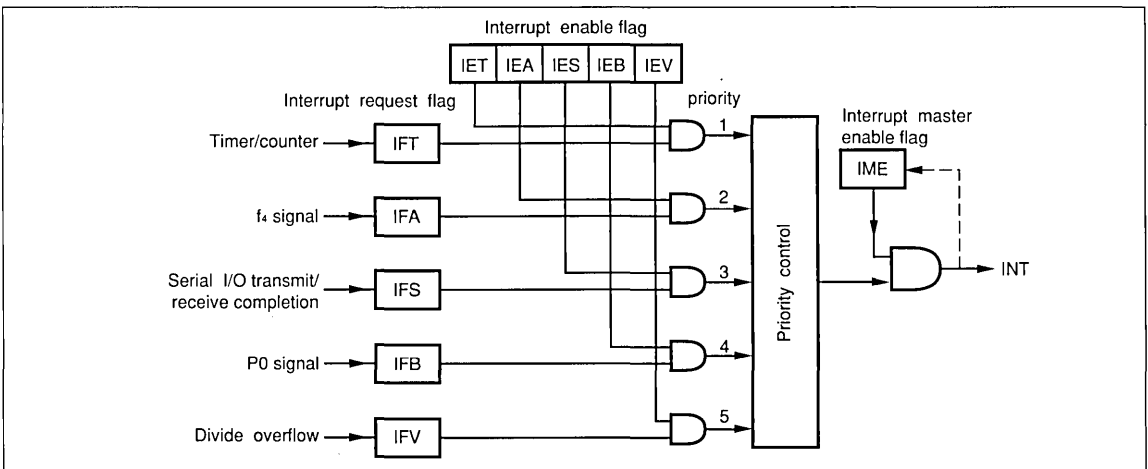 Interrupt enable flag
IET IEA IES IEB IEV
Interrupt request flag
priority
Timer/counter IFT 1
Interrupt master
enable flag
IME
f4 signal IFA 2
Serial I/O transmit/
receive completion
IFS 3
Priority control
INT
P0 signal IFB 4
Divide overflow IFV 5